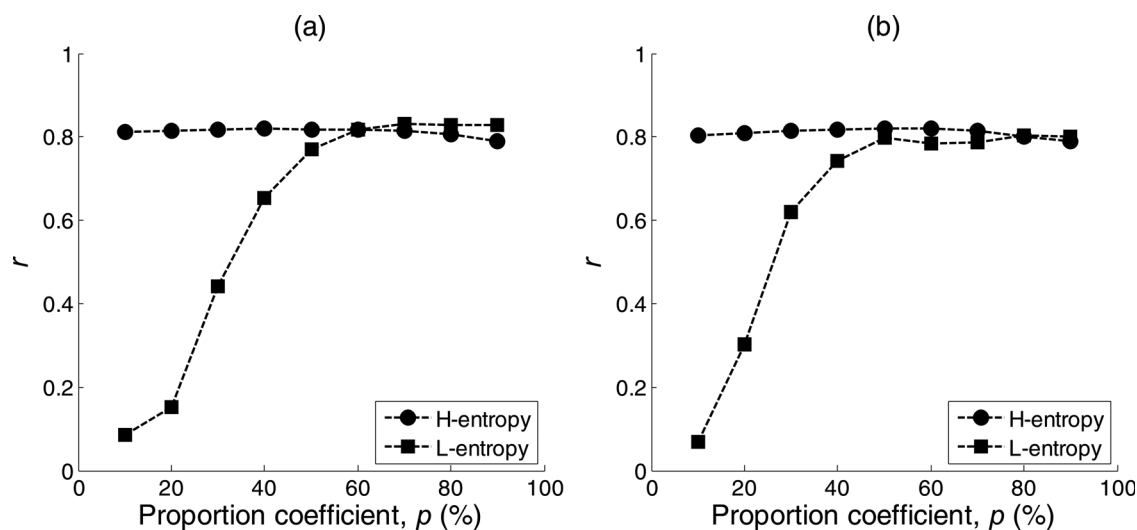 (a)
1
0.8
0.6
0.4
0.2
0
r
0 20 40 60 80 100
Proportion coefficient, p (%)
H-entropy
L-entropy
(b)
1
0.8
0.6
0.4
0.2
0
r
0 20 40 60 80 100
Proportion coefficient, p (%)
H-entropy
L-entropy